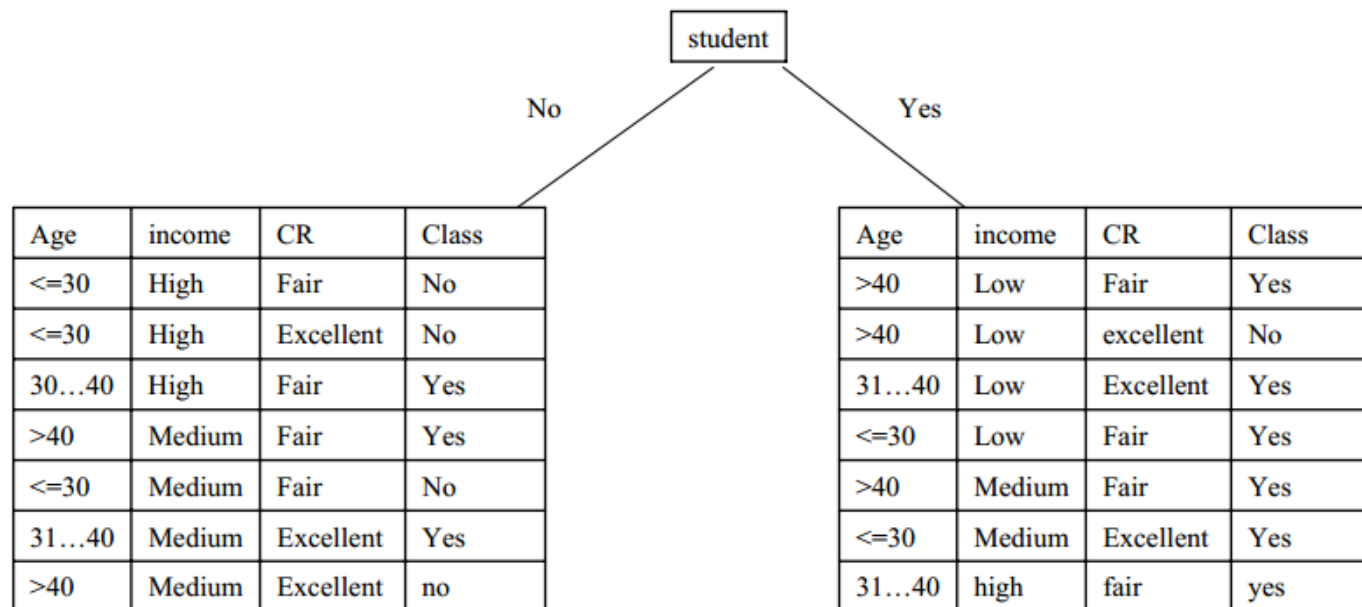 student
No Yes
Age income CR Class
<=30 High Fair No
<=30 High Excellent No
30…40 High Fair Yes
>40 Medium Fair Yes
<=30 Medium Fair No
31…40 Medium Excellent Yes
>40 Medium Excellent no
Age income CR Class
>40 Low Fair Yes
>40 Low excellent No
31…40 Low Excellent Yes
<=30 Low Fair Yes
>40 Medium Fair Yes
<=30 Medium Excellent Yes
31…40 high fair yes